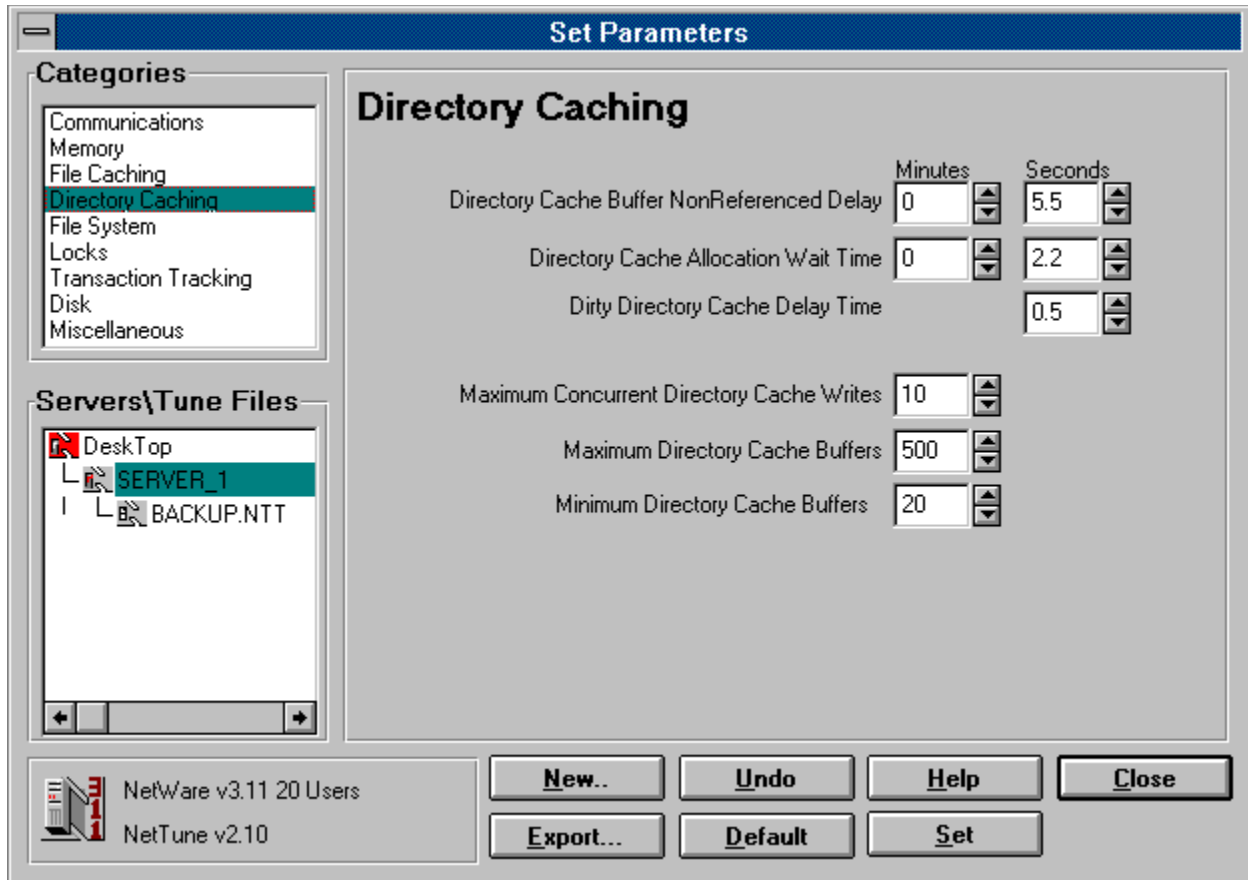 Set Parameters
Categories
Communications
Memory
File Caching
Directory Caching
File System
Locks
Transaction Tracking
Disk
Miscellaneous
Servers\Tune Files
DeskTop
SERVER_1
BACKUP.NTT
Directory Caching
Minutes Seconds
Directory Cache Buffer NonReferenced Delay 0 5.5
Directory Cache Allocation Wait Time 0 2.2
Dirty Directory Cache Delay Time 0.5
Maximum Concurrent Directory Cache Writes 10
Maximum Directory Cache Buffers 500
Minimum Directory Cache Buffers 20
311
NetWare v3.11 20 Users
NetTune v2.10
New..
Undo
Help
Close
Export...
Default
Set